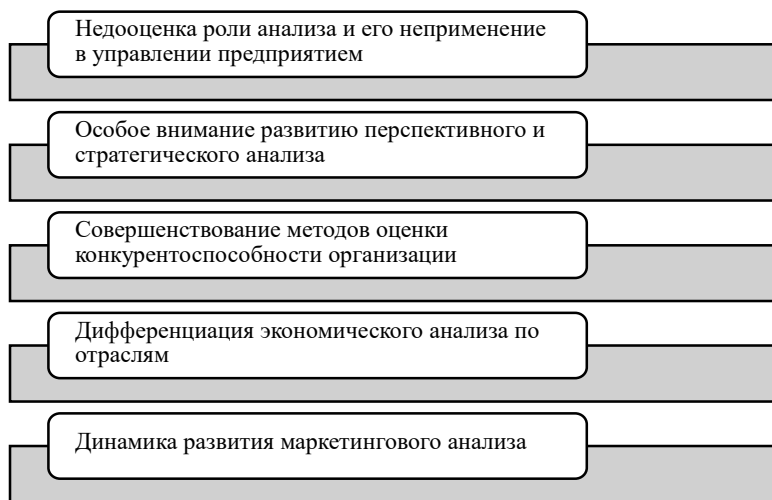 Недооценка роли анализа и его неприменение
в управлении предприятием
Особое внимание развитию перспективного и
стратегического анализа
Совершенствование методов оценки
конкурентоспособности организации
Дифференциация экономического анализа по
отраслям
Динамика развития маркетингового анализа